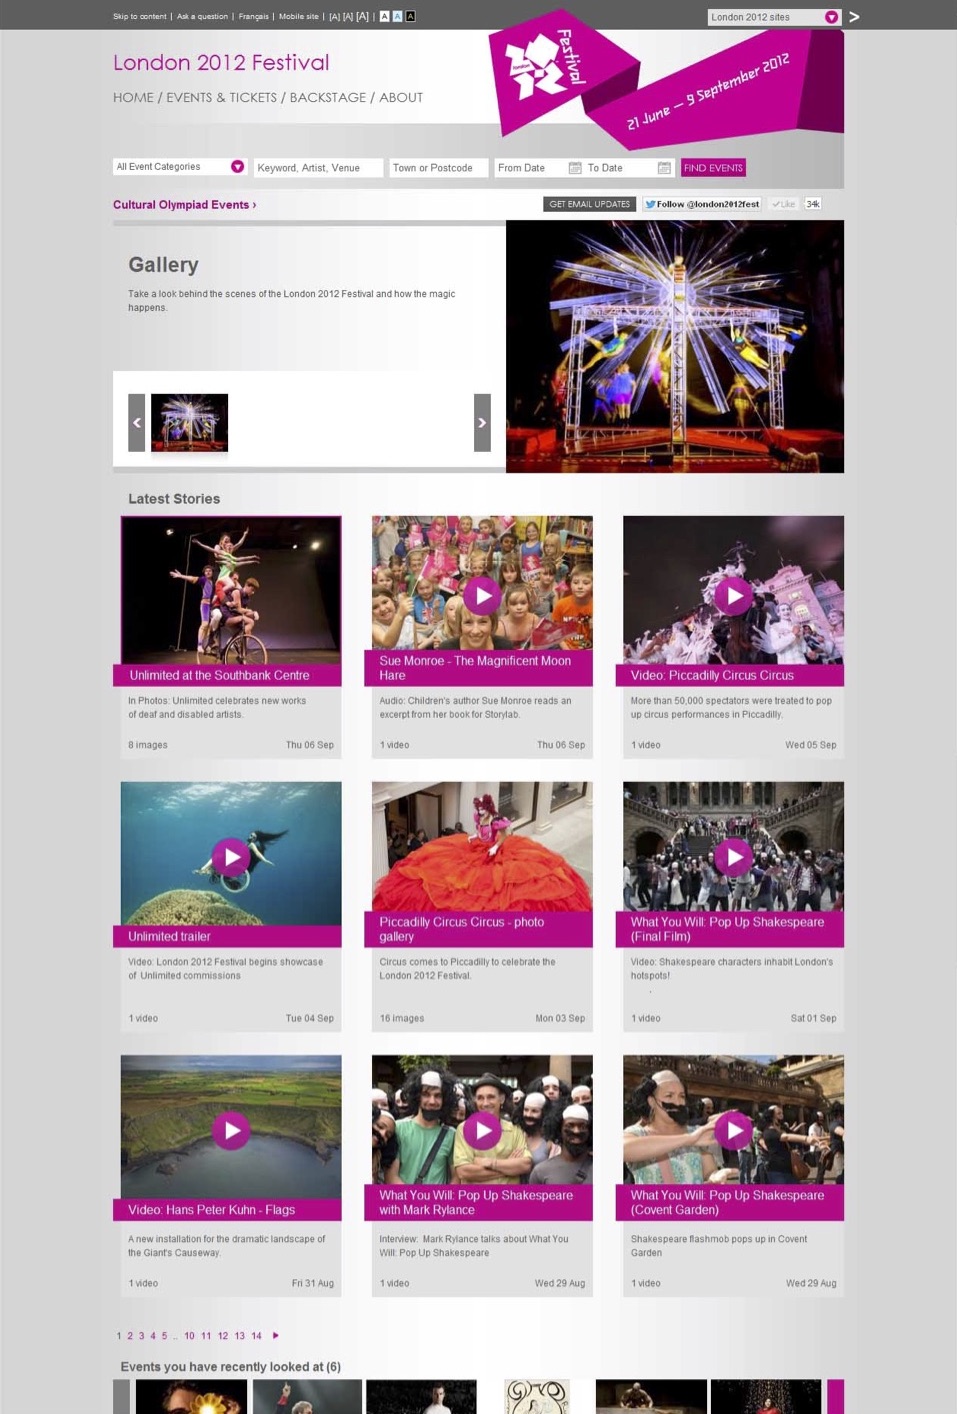 Skip to content | Ask a question | Français | Mobile site | [A] [A] [A] | A A A
London 2012 sites >
London 2012 Festival
Festival
21 June — 9 September 2012
HOME / EVENTS & TICKETS / BACKSTAGE / ABOUT
All Event Categories Keyword, Artist, Venue Town or Postcode From Date To Date FIND EVENTS
Cultural Olympiad Events ›
GET EMAIL UPDATES Follow @london2012fest Like 34k
Gallery
Take a look behind the scenes of the London 2012 Festival and how the magic
happens.
Latest Stories
Unlimited at the Southbank Centre
In Photos: Unlimited celebrates new works
of deaf and disabled artists.
8 images Thu 06 Sep
Sue Monroe - The Magnificent Moon
Hare
Audio: Children's author Sue Monroe reads an
excerpt from her book for Storylab.
1 video Thu 06 Sep
Video: Piccadilly Circus Circus
More than 50,000 spectators were treated to pop
up circus performances in Piccadilly.
1 video Wed 05 Sep
Unlimited trailer
Video: London 2012 Festival begins showcase
of Unlimited commissions
1 video Tue 04 Sep
Piccadilly Circus Circus - photo
gallery
Circus comes to Piccadilly to celebrate the
London 2012 Festival.
16 images Mon 03 Sep
What You Will: Pop Up Shakespeare
(Final Film)
Video: Shakespeare characters inhabit London's
hotspots!
.
1 video Sat 01 Sep
Video: Hans Peter Kuhn - Flags
A new installation for the dramatic landscape of
the Giant's Causeway.
1 video Fri 31 Aug
What You Will: Pop Up Shakespeare
with Mark Rylance
Interview: Mark Rylance talks about What You
Will: Pop Up Shakespeare
1 video Wed 29 Aug
What You Will: Pop Up Shakespeare
(Covent Garden)
Shakespeare flashmob pops up in Covent
Garden
1 video Wed 29 Aug
1 2 3 4 5 .. 10 11 12 13 14
Events you have recently looked at (6)